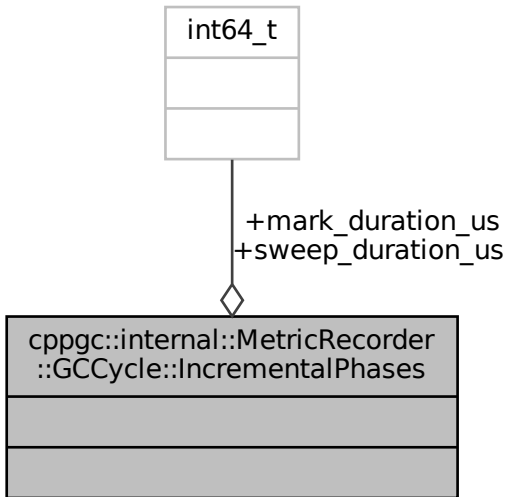 int64_t
+mark_duration_us
+sweep_duration_us
cppgc::internal::MetricRecorder
::GCCycle::IncrementalPhases